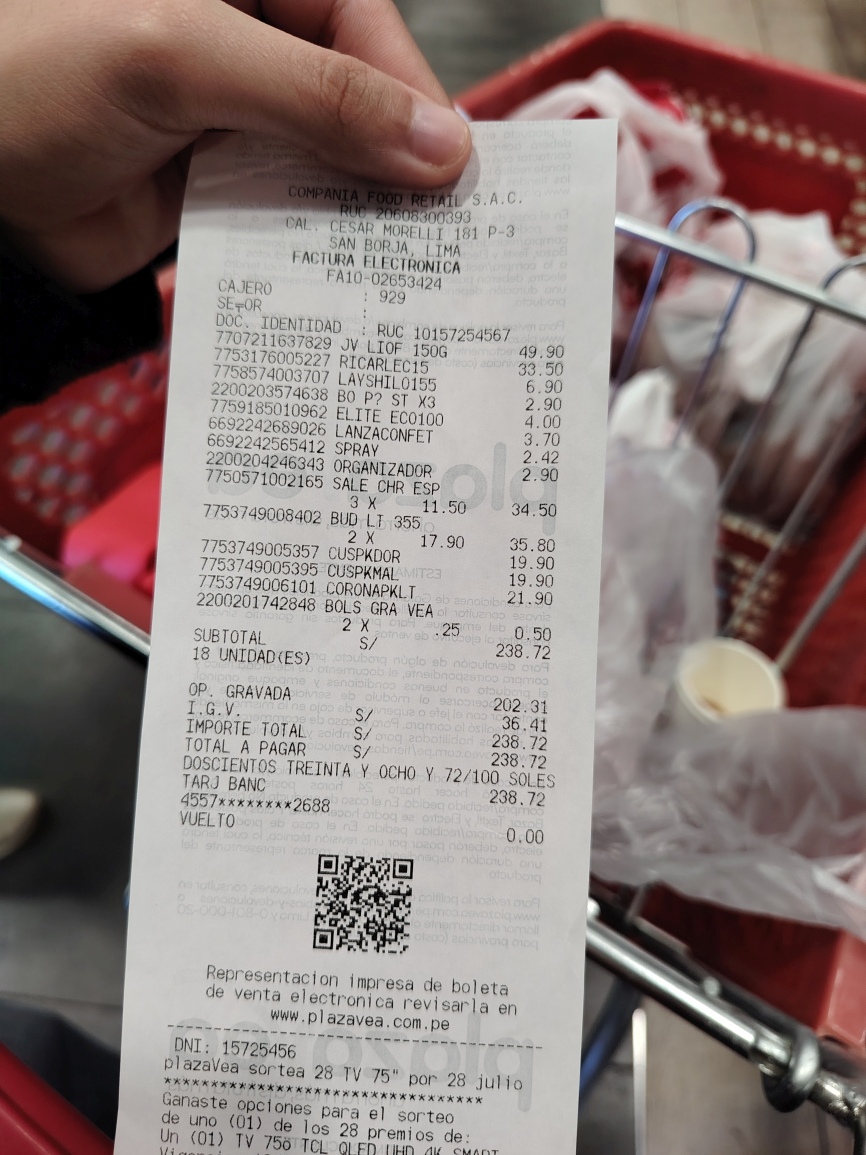 COMPANIA FOOD RETAIL S.A.C.
RUC 20608300393
CAL. CESAR MORELLI 181 P-3
SAN BORJA, LIMA
FACTURA ELECTRONICA
FA10-02653424
CAJERO : 929
SE╤OR :
DOC. IDENTIDAD : RUC 10157254567
7707211637829 JV LIOF 150G 49.90
7753176005227 RICARLEC15 33.50
7758574003707 LAYSHILO155 6.90
2200203574638 BO P? ST X3 2.90
7759185010962 ELITE ECO100 4.00
6692242689026 LANZACONFET 3.70
6692242565412 SPRAY 2.42
2200204246343 ORGANIZADOR 2.90
7750571002165 SALE CHR ESP
3 X 11.50 34.50
7753749008402 BUD LT 355
2 X 17.90 35.80
7753749005357 CUSPKDOR 19.90
7753749005395 CUSPKMAL 19.90
7753749006101 CORONAPKLT 21.90
2200201742848 BOLS GRA VEA
2 X .25 0.50
SUBTOTAL S/ 238.72
18 UNIDAD(ES)
OP. GRAVADA 202.31
I.G.V. S/ 36.41
IMPORTE TOTAL S/ 238.72
TOTAL A PAGAR S/ 238.72
DOSCIENTOS TREINTA Y OCHO Y 72/100 SOLES
TARJ BANC 238.72
4557********2688
VUELTO 0.00
Representacion impresa de boleta
de venta electronica revisarla en
www.plazavea.com.pe
DNI: 15725456
plazaVea sortea 28 TV 75" por 28 julio
**********************************
Ganaste opciones para el sorteo
de uno (01) de los 28 premios de:
Un (01) TV 75ö TCL QLED UHD 4K SMART